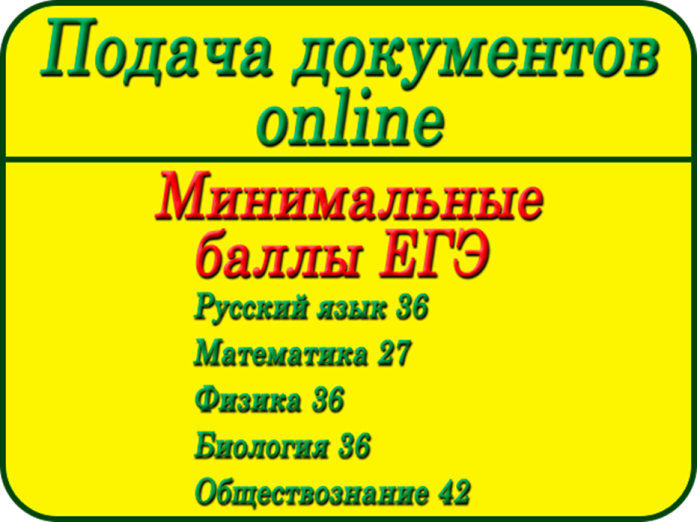 Подача документов
online
Минимальные
баллы ЕГЭ
Русский язык 36
Математика 27
Физика 36
Биология 36
Обществознание 42